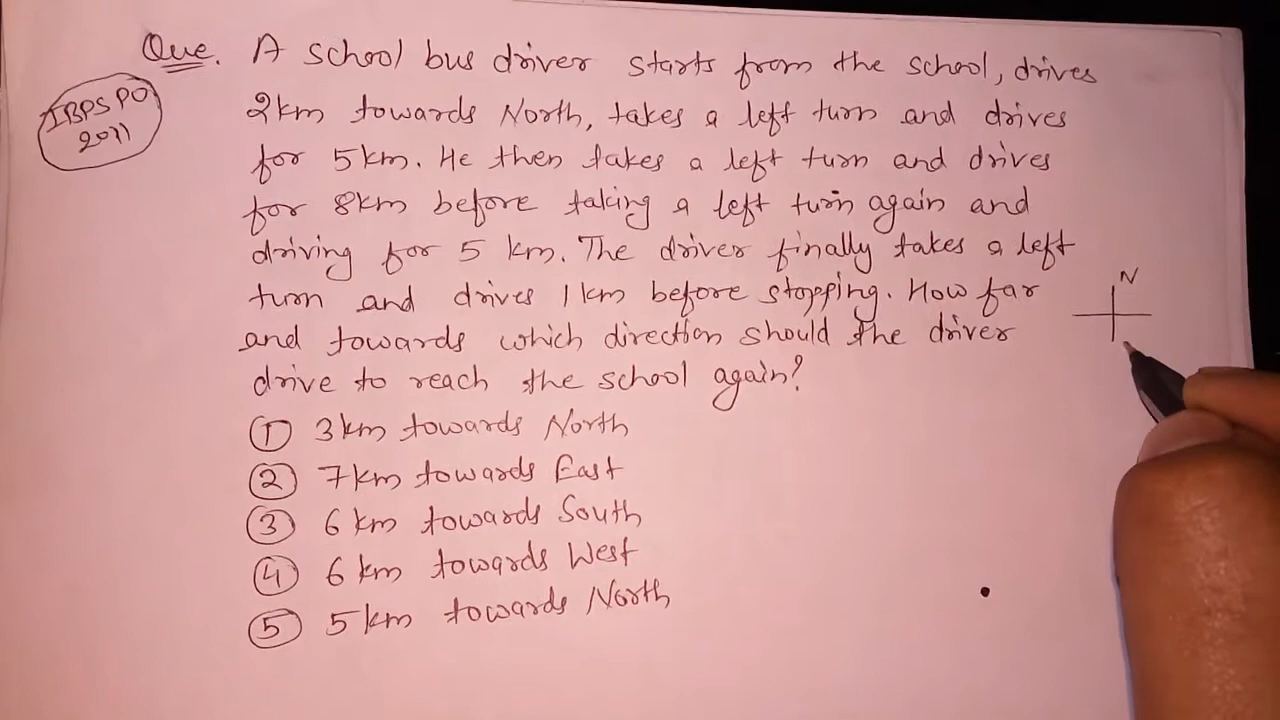 Que. A school bus driver starts from the school, drives
IBPS PO
2011
2km towards North, takes a left turn and drives
for 5km. He then takes a left turn and drives
for 8km before taking a left turn again and
driving for 5 km. The driver finally takes a left
turn and drives 1km before stopping. How far
N
and towards which direction should the driver
drive to reach the school again?
① 3km towards North
② 7km towards East
③ 6 km towards South
④ 6 km towards West
⑤ 5km towards North